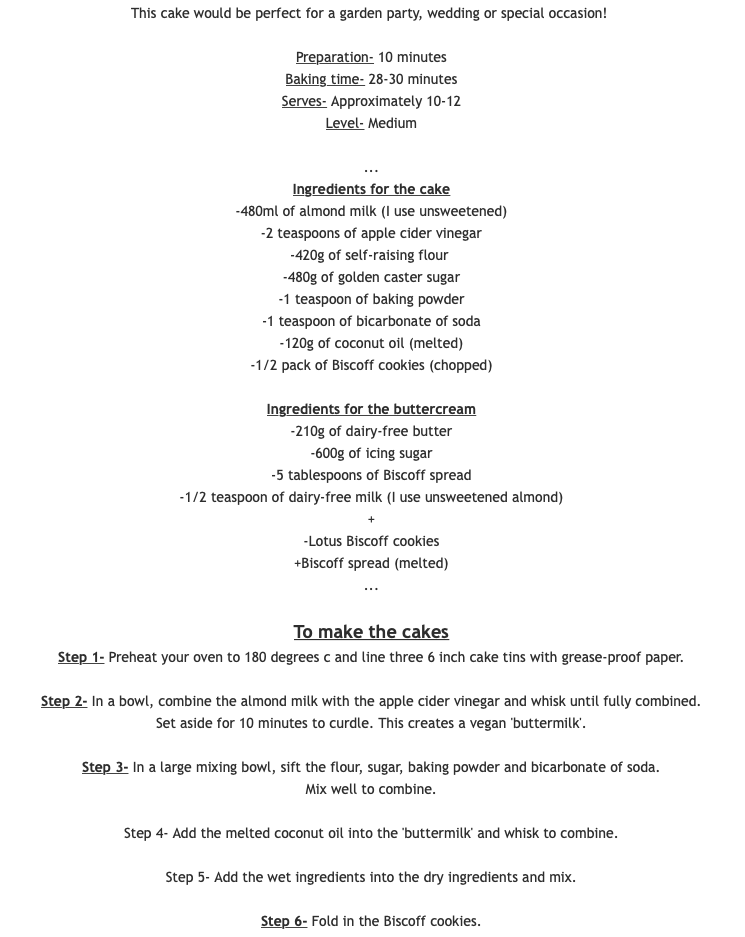 This cake would be perfect for a garden party, wedding or special occasion!
Preparation- 10 minutes
Baking time- 28-30 minutes
Serves- Approximately 10-12
Level- Medium
...
Ingredients for the cake
-480ml of almond milk (I use unsweetened)
-2 teaspoons of apple cider vinegar
-420g of self-raising flour
-480g of golden caster sugar
-1 teaspoon of baking powder
-1 teaspoon of bicarbonate of soda
-120g of coconut oil (melted)
-1/2 pack of Biscoff cookies (chopped)
Ingredients for the buttercream
-210g of dairy-free butter
-600g of icing sugar
-5 tablespoons of Biscoff spread
-1/2 teaspoon of dairy-free milk (I use unsweetened almond)
+
-Lotus Biscoff cookies
+Biscoff spread (melted)
...
To make the cakes
Step 1- Preheat your oven to 180 degrees c and line three 6 inch cake tins with grease-proof paper.
Step 2- In a bowl, combine the almond milk with the apple cider vinegar and whisk until fully combined.
Set aside for 10 minutes to curdle. This creates a vegan 'buttermilk'.
Step 3- In a large mixing bowl, sift the flour, sugar, baking powder and bicarbonate of soda.
Mix well to combine.
Step 4- Add the melted coconut oil into the 'buttermilk' and whisk to combine.
Step 5- Add the wet ingredients into the dry ingredients and mix.
Step 6- Fold in the Biscoff cookies.